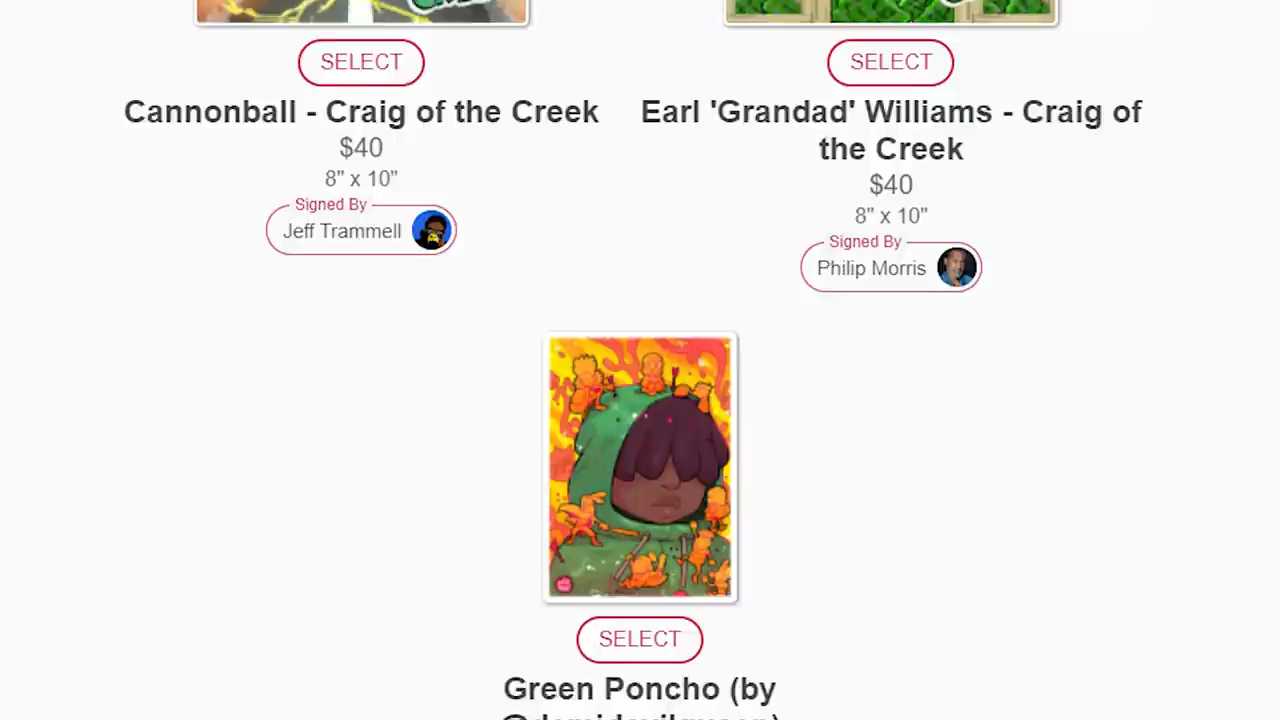 SELECT
Cannonball - Craig of the Creek
$40
8" x 10"
Signed By
Jeff Trammell
SELECT
Earl 'Grandad' Williams - Craig of
the Creek
$40
8" x 10"
Signed By
Philip Morris
SELECT
Green Poncho (by